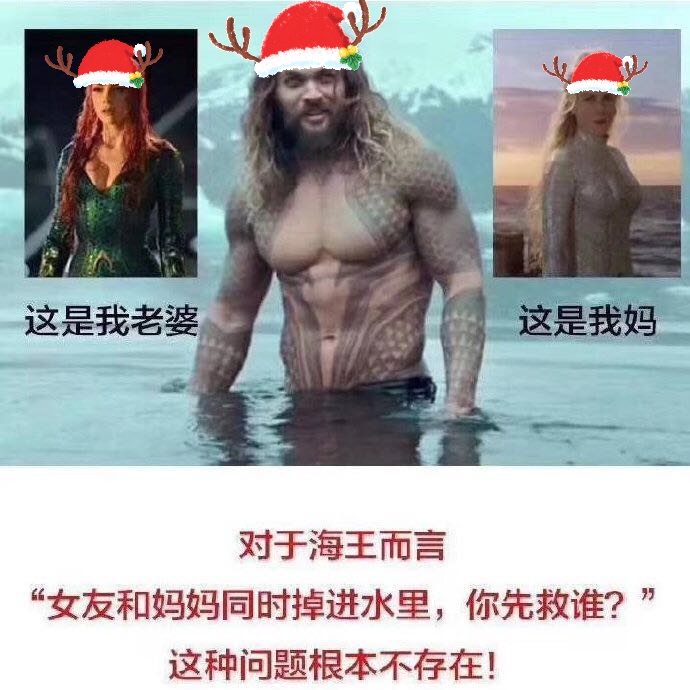 这是我老婆
这是我妈
对于海王而言
“女友和妈妈同时掉进水里，你先救谁？”
这种问题根本不存在！